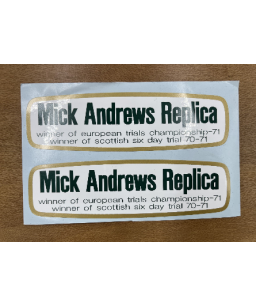 Mick Andrews Replica
winner of european trials championship-71
winner of scottish six day trial 70-71
Mick Andrews Replica
winner of european trials championship-71
winner of scottish six day trial 70-71